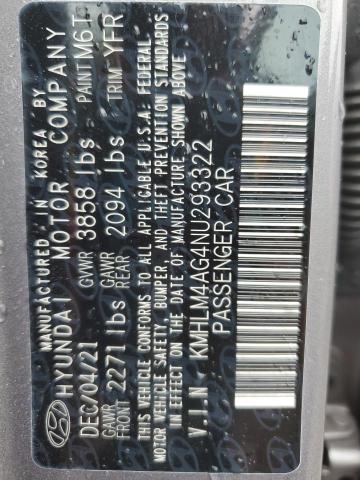 MANUFACTURED IN KOREA BY
HYUNDAI MOTOR COMPANY
DEC/04/21 GVWR 3858 lbs PAINT M6T
GAWR FRONT 2271 lbs GAWR REAR 2094 lbs TRIM YFR
THIS VEHICLE CONFORMS TO ALL APPLICABLE U.S.A. FEDERAL
MOTOR VEHICLE SAFETY, BUMPER, AND THEFT PREVENTION STANDARDS
IN EFFECT ON THE DATE OF MANUFACTURE SHOWN ABOVE.
V.I.N KMHLM4AG4NU293322
PASSENGER CAR